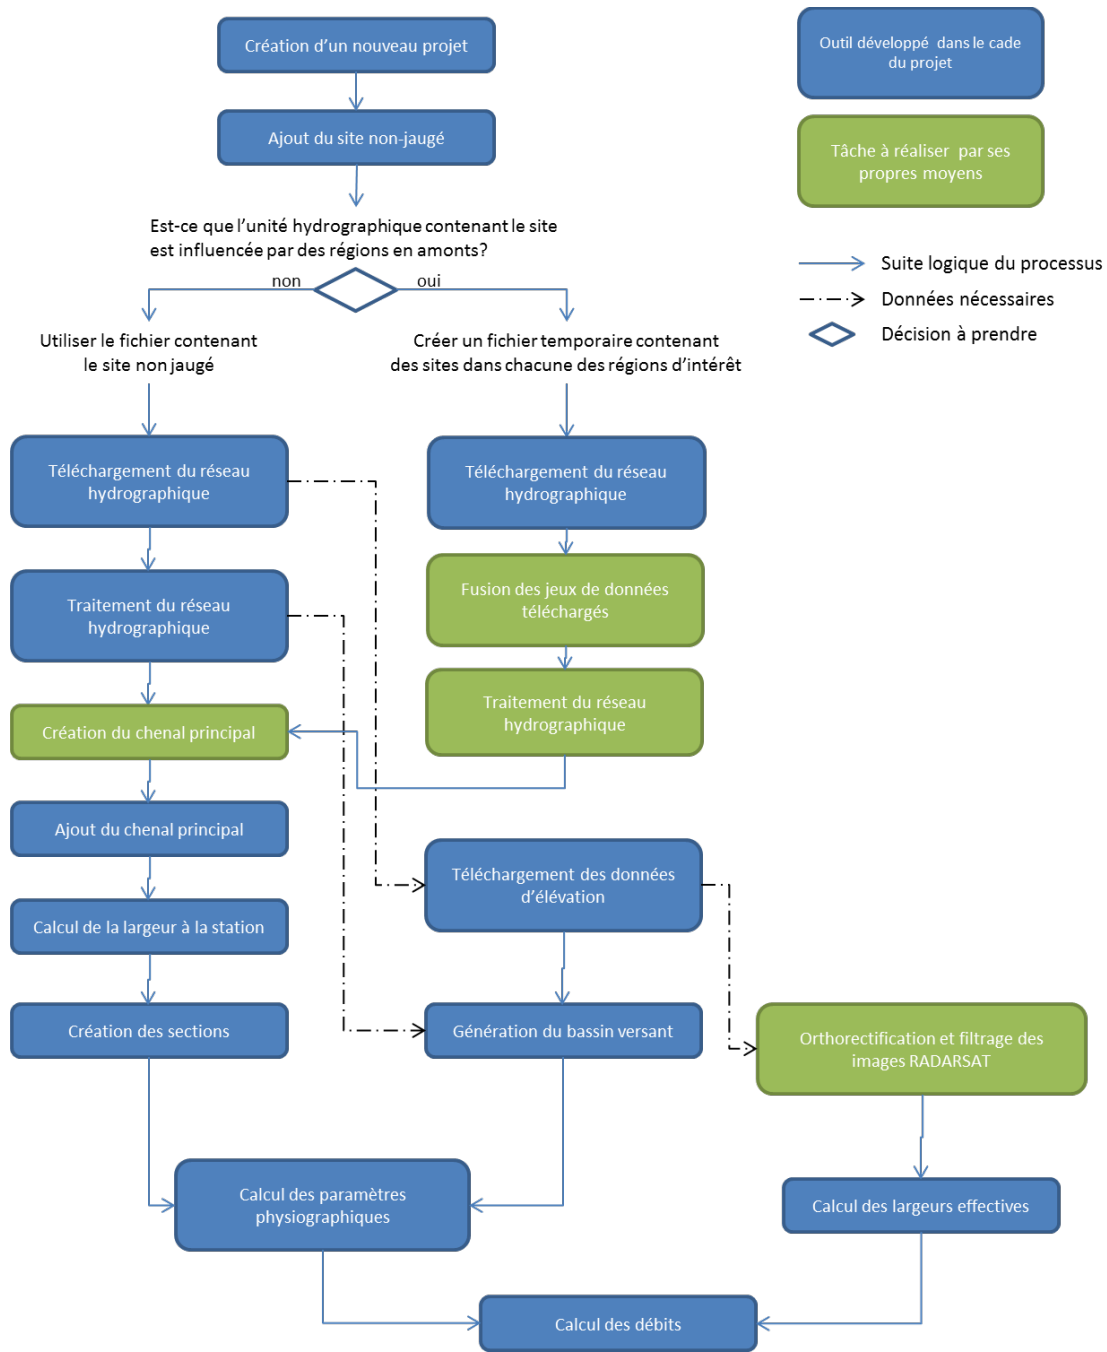 Création d'un nouveau projet
Ajout du site non-jaugé
Est-ce que l'unité hydrographique contenant le site
est influencée par des régions en amonts?
non
oui
Utiliser le fichier contenant
le site non jaugé
Créer un fichier temporaire contenant
des sites dans chacune des régions d'intérêt
Téléchargement du réseau
hydrographique
Traitement du réseau
hydrographique
Création du chenal principal
Ajout du chenal principal
Calcul de la largeur à la station
Création des sections
Téléchargement du réseau
hydrographique
Fusion des jeux de données
téléchargés
Traitement du réseau
hydrographique
Téléchargement des données
d'élévation
Génération du bassin versant
Orthorectification et filtrage des
images RADARSAT
Calcul des paramètres
physiographiques
Calcul des largeurs effectives
Calcul des débits
Outil développé dans le cade
du projet
Tâche à réaliser par ses
propres moyens
Suite logique du processus
Données nécessaires
Décision à prendre